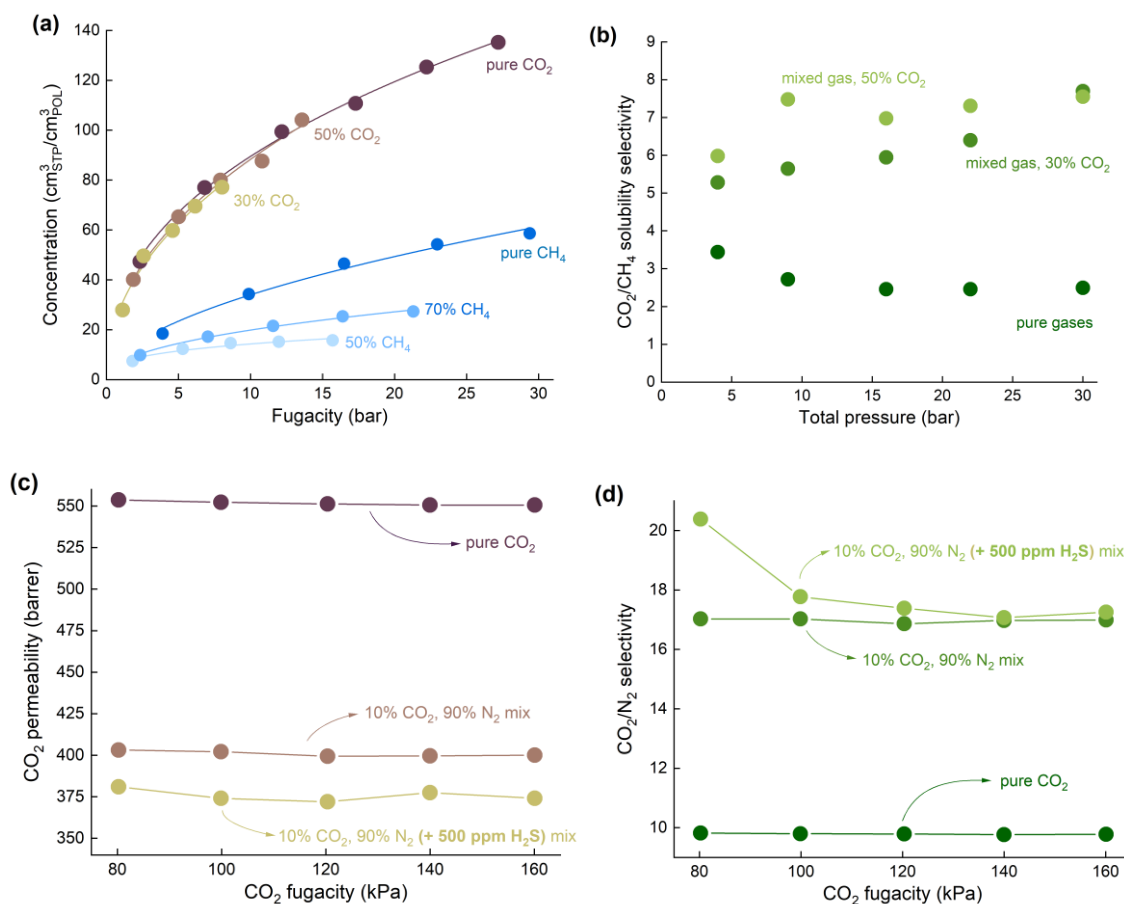 (a)
140
120
100
80
60
40
20
0
Concentration (cm³STP/cm³POL)
pure CO₂
50% CO₂
30% CO₂
pure CH₄
70% CH₄
50% CH₄
0 5 10 15 20 25 30
Fugacity (bar)
(b)
9
8
7
6
5
4
3
2
1
0
CO₂/CH₄ solubility selectivity
mixed gas, 50% CO₂
mixed gas, 30% CO₂
pure gases
0 5 10 15 20 25 30
Total pressure (bar)
(c)
550
525
500
475
450
425
400
375
350
CO₂ permeability (barrer)
pure CO₂
10% CO₂, 90% N₂ mix
10% CO₂, 90% N₂ (+ 500 ppm H₂S) mix
80 100 120 140 160
CO₂ fugacity (kPa)
(d)
20
18
16
14
12
10
CO₂/N₂ selectivity
10% CO₂, 90% N₂ (+ 500 ppm H₂S) mix
10% CO₂, 90% N₂ mix
pure CO₂
80 100 120 140 160
CO₂ fugacity (kPa)